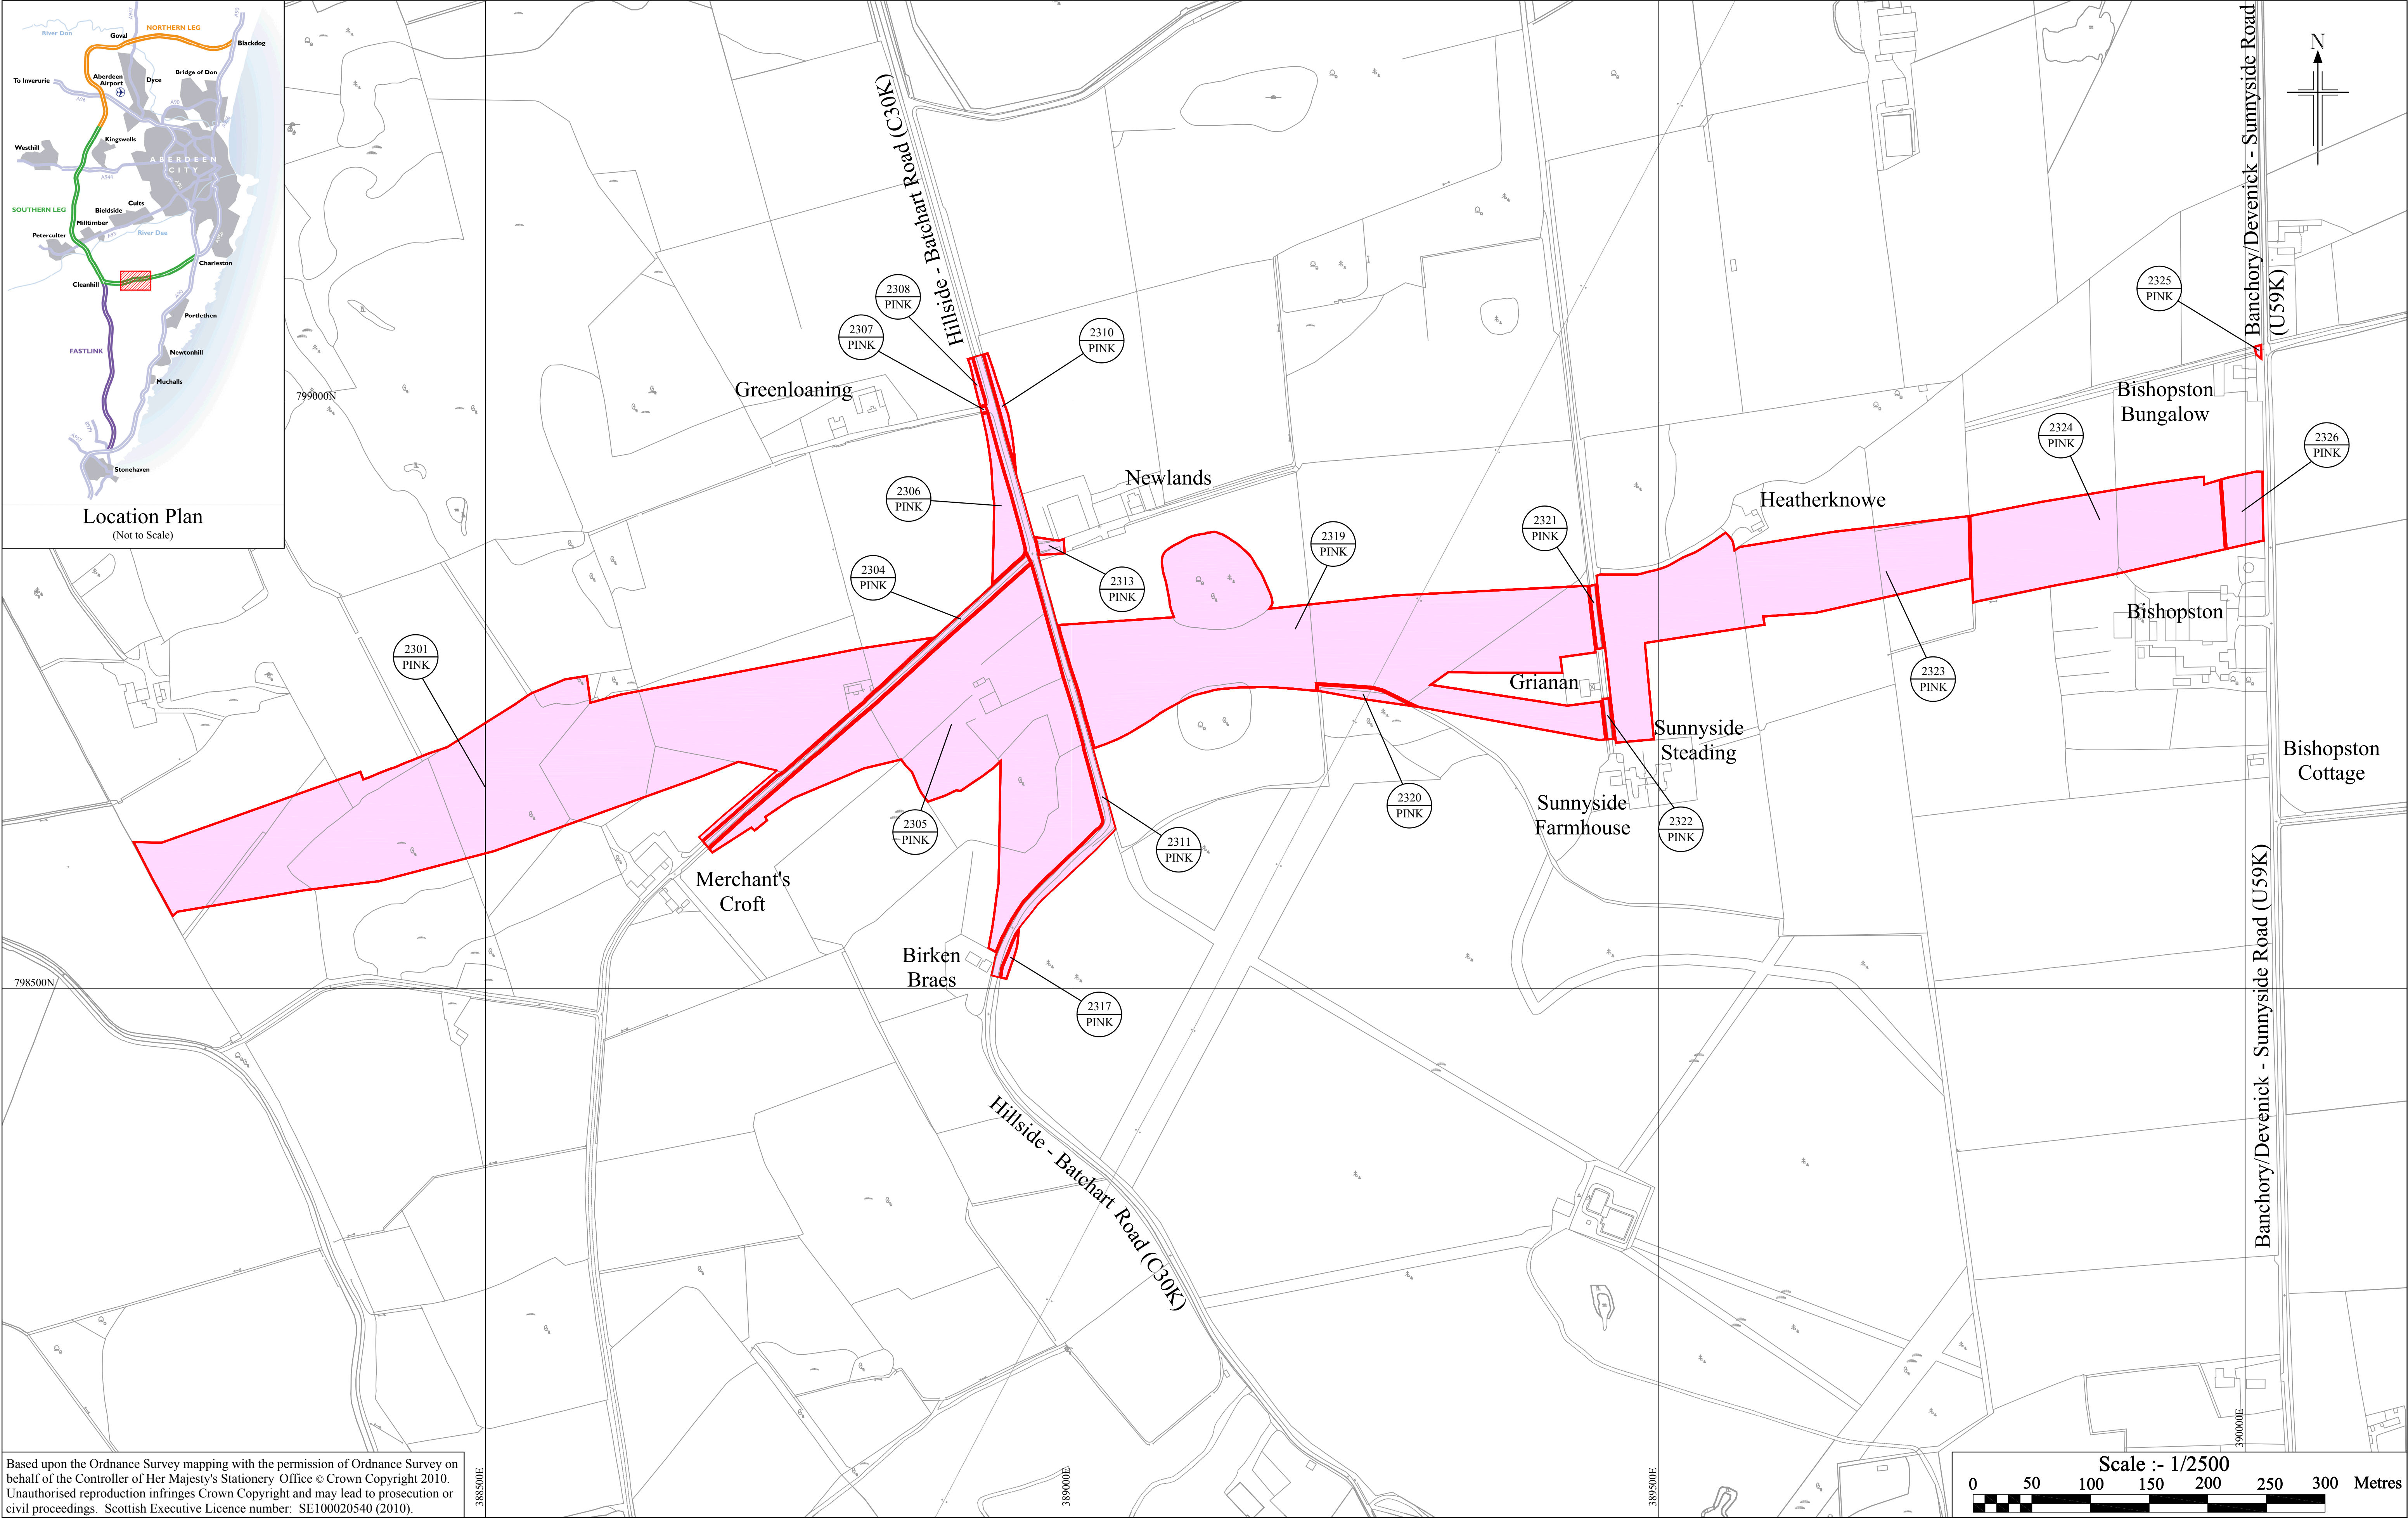 River Don
NORTHERN LEG
Goval
Blackdog
A947
A90
To Inverurie
Aberdeen
Airport
Dyce
Bridge of Don
A96
A90
Kingswells
Westhill
ABERDEEN
CITY
A944
SOUTHERN LEG
Cults
Bieldside
Milltimber
Peterculter
A93
River Dee
Charleston
Cleanhill
A90
Portlethen
FASTLINK
Newtonhill
Muchalls
A957
Stonehaven
Location Plan
(Not to Scale)
Hillside - Batchart Road (C30K)
Banchory/Devenick - Sunnyside Road
(U59K)
N
2325
PINK
2308
PINK
2307
PINK
2310
PINK
799000N
Greenloaning
Bishopston
Bungalow
2324
PINK
2326
PINK
Newlands
2306
PINK
Heatherknowe
2321
PINK
2319
PINK
2304
PINK
2313
PINK
Bishopston
2301
PINK
Grianan
2323
PINK
Sunnyside
Steading
Bishopston
Cottage
2305
PINK
2311
PINK
2320
PINK
Sunnyside
Farmhouse
2322
PINK
Merchant's
Croft
Birken
Braes
798500N
2317
PINK
Hillside - Batchart Road (C30K)
Banchory/Devenick - Sunnyside Road (U59K)
388500E
389000E
389500E
390000E
Based upon the Ordnance Survey mapping with the permission of Ordnance Survey on
behalf of the Controller of Her Majesty's Stationery Office © Crown Copyright 2010.
Unauthorised reproduction infringes Crown Copyright and may lead to prosecution or
civil proceedings. Scottish Executive Licence number: SE100020540 (2010).
Scale :- 1/2500
0 50 100 150 200 250 300 Metres